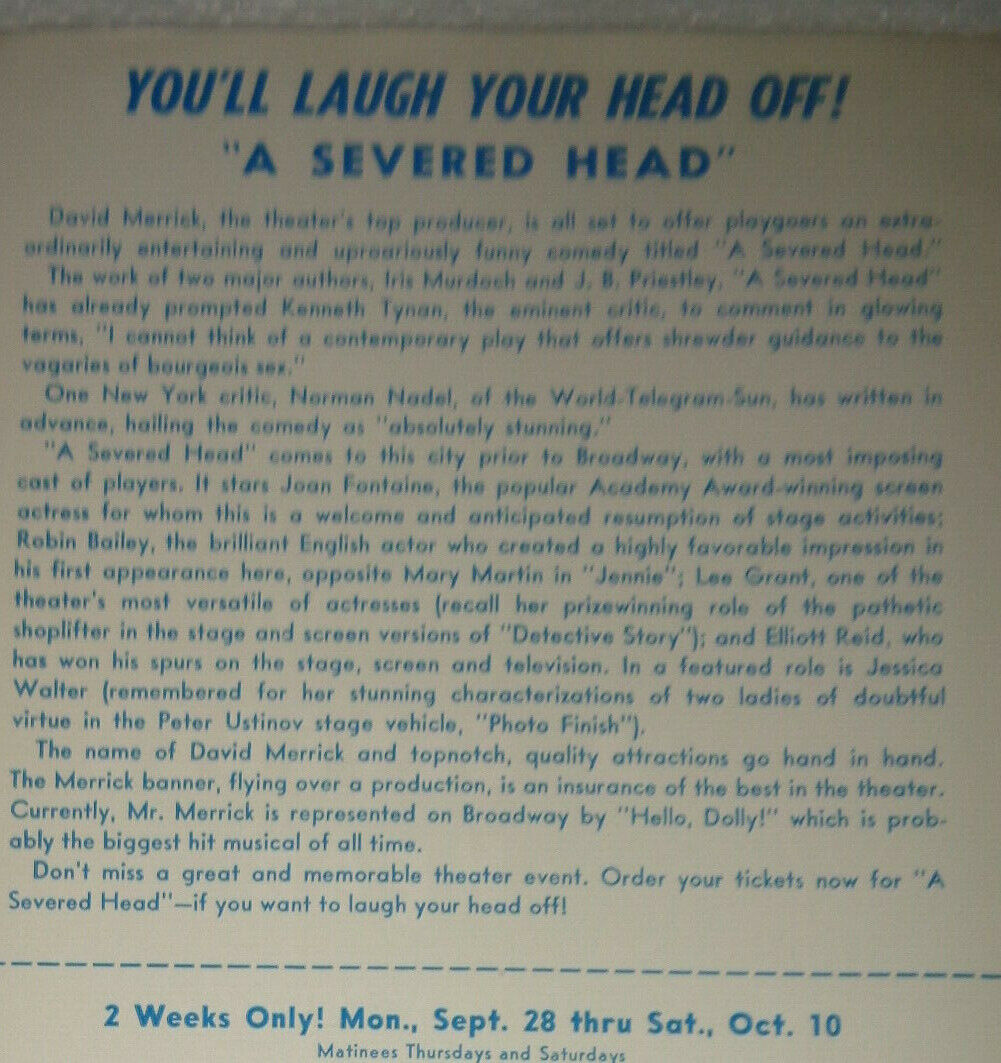 YOU'LL LAUGH YOUR HEAD OFF!
"A SEVERED HEAD"
David Merrick, the theater's top producer, is all set to offer playgoers an extra-
ordinarily entertaining and uproariously funny comedy titled "A Severed Head."
The work of two major authors, Iris Murdoch and J. B. Priestley, "A Severed Head"
has already prompted Kenneth Tynan, the eminent critic, to comment in glowing
terms, "I cannot think of a contemporary play that offers shrewder guidance to the
vagaries of bourgeois sex."
One New York critic, Norman Nadel, of the World-Telegram-Sun, has written in
advance, hailing the comedy as "absolutely stunning."
"A Severed Head" comes to this city prior to Broadway, with a most imposing
cast of players. It stars Joan Fontaine, the popular Academy Award-winning screen
actress for whom this is a welcome and anticipated resumption of stage activities;
Robin Bailey, the brilliant English actor who created a highly favorable impression in
his first appearance here, opposite Mary Martin in "Jennie"; Lee Grant, one of the
theater's most versatile of actresses (recall her prizewinning role of the pathetic
shoplifter in the stage and screen versions of "Detective Story"); and Elliott Reid, who
has won his spurs on the stage, screen and television. In a featured role is Jessica
Walter (remembered for her stunning characterizations of two ladies of doubtful
virtue in the Peter Ustinov stage vehicle, "Photo Finish").
The name of David Merrick and topnotch, quality attractions go hand in hand.
The Merrick banner, flying over a production, is an insurance of the best in the theater.
Currently, Mr. Merrick is represented on Broadway by "Hello, Dolly!" which is prob-
ably the biggest hit musical of all time.
Don't miss a great and memorable theater event. Order your tickets now for "A
Severed Head"—if you want to laugh your head off!
2 Weeks Only! Mon., Sept. 28 thru Sat., Oct. 10
Matinees Thursdays and Saturdays